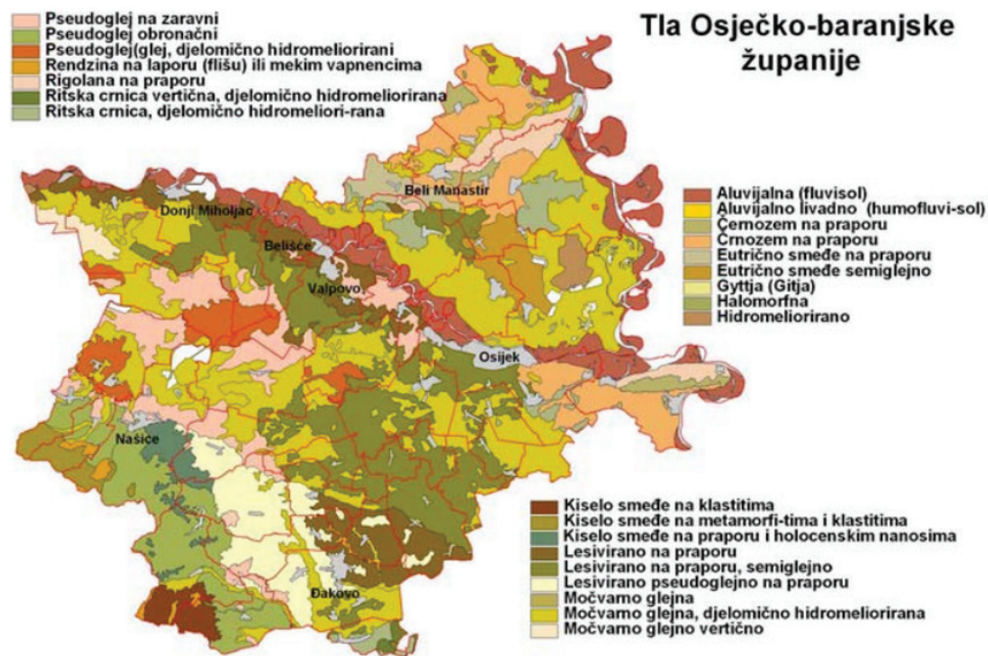 Pseudoglej na zaravni
Pseudoglej obronačni
Pseudoglej(glej, djelomično hidromeliorirani
Rendzina na laporu (flišu) ili mekim vapnencima
Rigolana na praporu
Ritska crnica vertična, djelomično hidromeliorirana
Ritska crnica, djelomično hidromeliori-rana
Tla Osječko-baranjske
županije
Beli Manastir
Donji Miholjac
Belišće
Valpovo
Osijek
Našice
Đakovo
Aluvijalna (fluvisol)
Aluvijalno livadno (humofluvi-sol)
Černozem na praporu
Črnozem na praporu
Eutrično smeđe na praporu
Eutrično smeđe semiglejno
Gyttja (Gitja)
Halomorfna
Hidromeliorirano
Kiselo smeđe na klastitima
Kiselo smeđe na metamorfi-tima i klastitima
Kiselo smeđe na praporu i holocenskim nanosima
Lesivirano na praporu
Lesivirano na praporu, semiglejno
Lesivirano pseudoglejno na praporu
Močvarno glejna
Močvarno glejna, djelomično hidromeliorirana
Močvarno glejno vertično